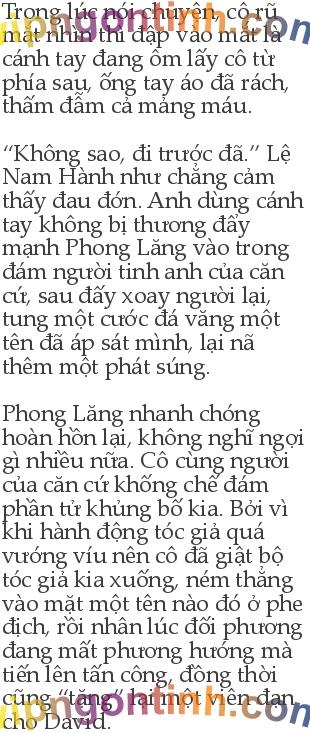 Trong lúc nói chuyện, cô rũ
mắt nhìn thì đập vào mắt là
cánh tay đang ôm lấy cô từ
phía sau, ống tay áo đã rách,
thấm đẫm cả mảng máu.

“Không sao, đi trước đã.” Lệ
Nam Hành như chẳng cảm
thấy đau đớn. Anh dùng cánh
tay không bị thương đẩy
mạnh Phong Lăng vào trong
đám người tinh anh của căn
cứ, sau đấy xoay người lại,
tung một cước đá văng một
tên đã áp sát mình, lại nã
thêm một phát súng.

Phong Lăng nhanh chóng
hoàn hồn lại, không nghĩ ngợi
gì nhiều nữa. Cô cùng người
của căn cứ khống chế đám
phần tử khủng bố kia. Bởi vì
khi hành động tóc giả quá
vướng víu nên cô đã giật bộ
tóc giả kia xuống, ném thẳng
vào mặt một tên nào đó ở phe
địch, rồi nhân lúc đối phương
đang mất phương hướng mà
tiến lên tấn công, đồng thời
cũng “tặng” lại một viên đạn
cho David.
vipngontinh.com
vipngontinh.com